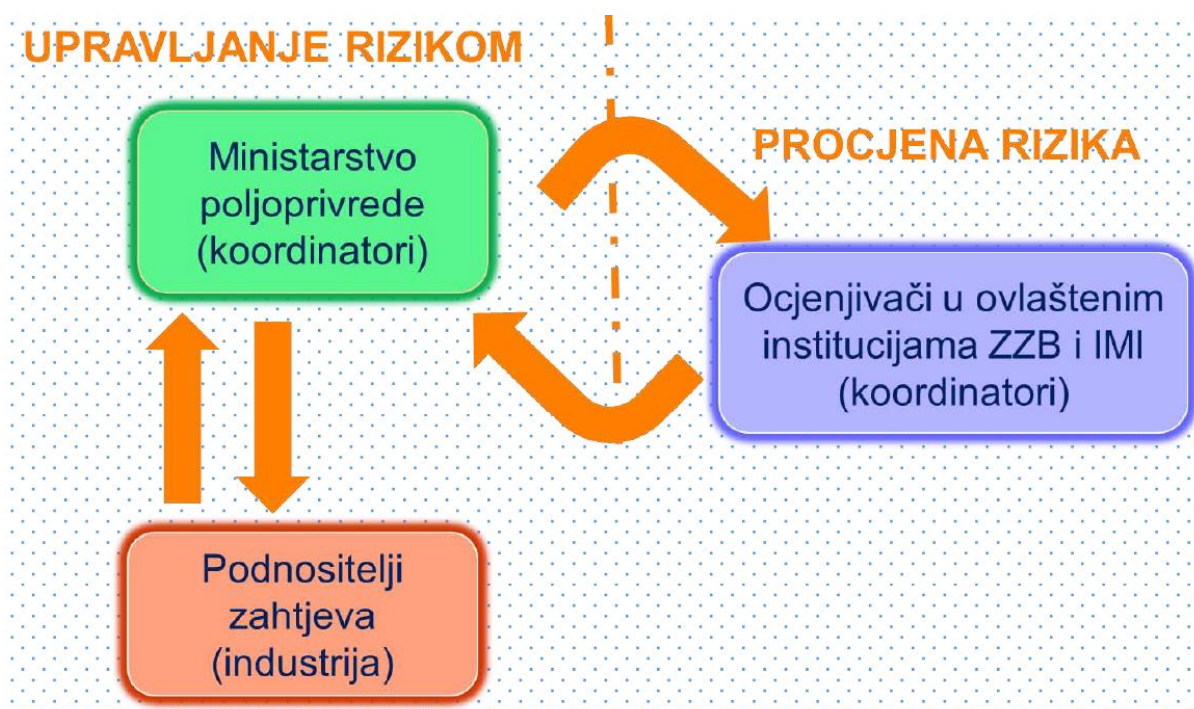 UPRAVLJANJE RIZIKOM
Ministarstvo
poljoprivrede
(koordinatori)
PROCJENA RIZIKA
Ocjenjivači u ovlaštenim
institucijama ZZB i IMI
(koordinatori)
Podnositelji
zahtjeva
(industrija)